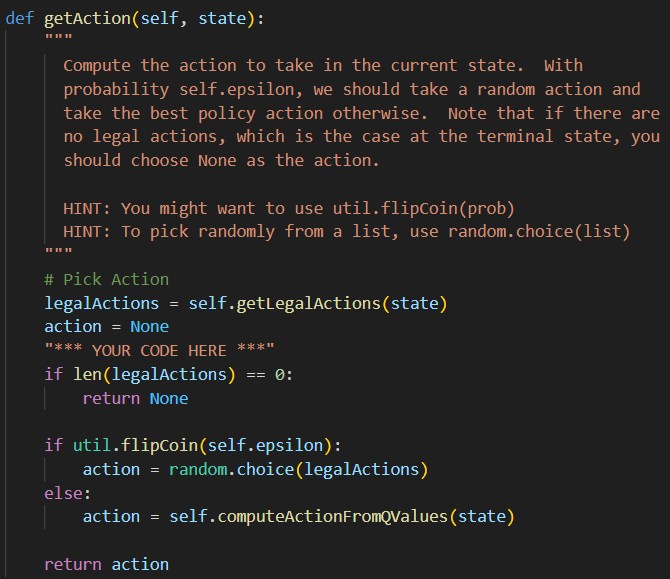 def getAction(self, state):
    """
      Compute the action to take in the current state.  With
      probability self.epsilon, we should take a random action and
      take the best policy action otherwise.  Note that if there are
      no legal actions, which is the case at the terminal state, you
      should choose None as the action.

      HINT: You might want to use util.flipCoin(prob)
      HINT: To pick randomly from a list, use random.choice(list)
    """
    # Pick Action
    legalActions = self.getLegalActions(state)
    action = None
    "*** YOUR CODE HERE ***"
    if len(legalActions) == 0:
        return None

    if util.flipCoin(self.epsilon):
        action = random.choice(legalActions)
    else:
        action = self.computeActionFromQValues(state)

    return action